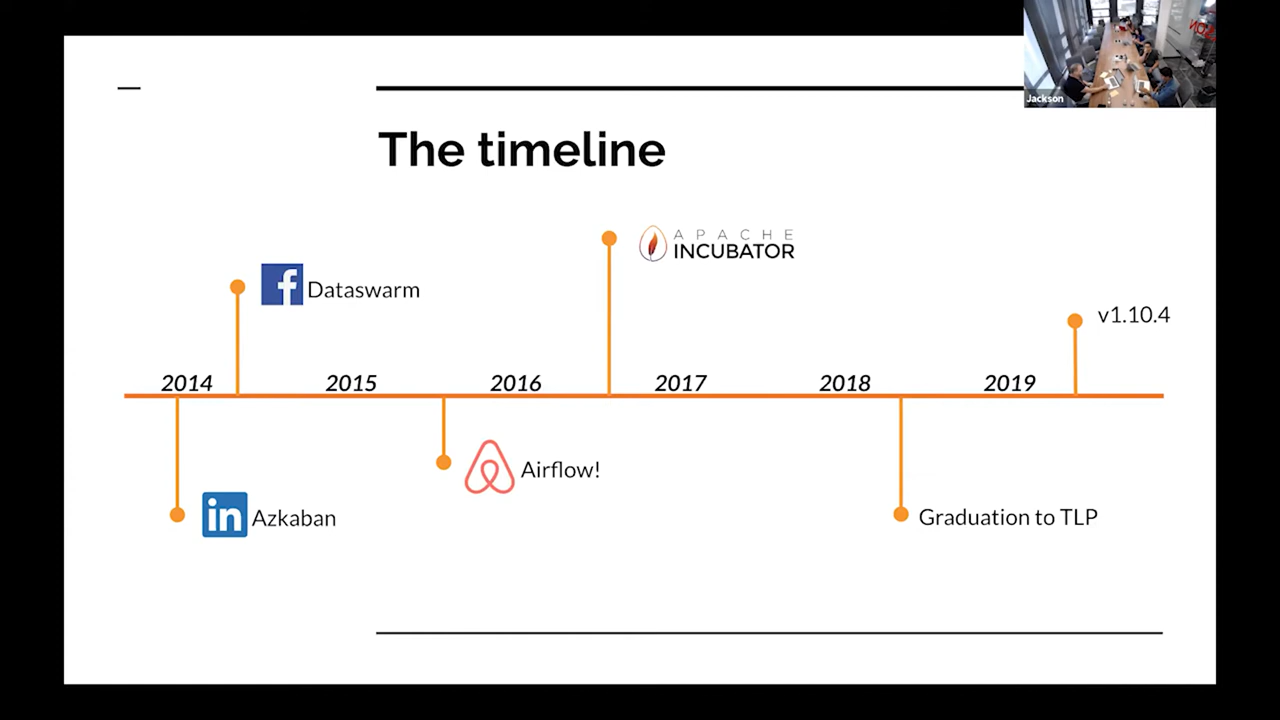 Jackson
The timeline
APACHE
INCUBATOR
Dataswarm
v1.10.4
2014 2015 2016 2017 2018 2019
Airflow!
in Azkaban
Graduation to TLP